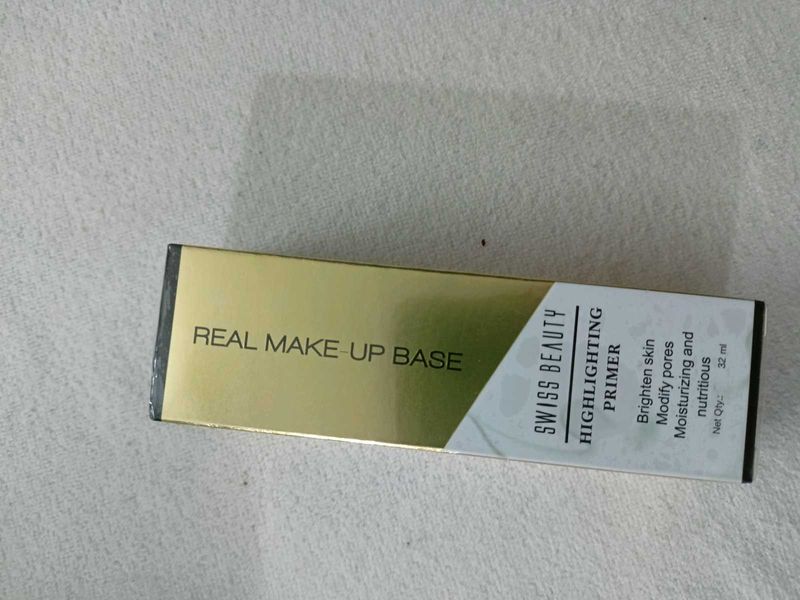 REAL MAKE-UP BASE
SWISS BEAUTY
HIGHLIGHTING
PRIMER
Brighten skin
Modify pores
Moisturizing and
nutritious
Net Qty.: 32 ml